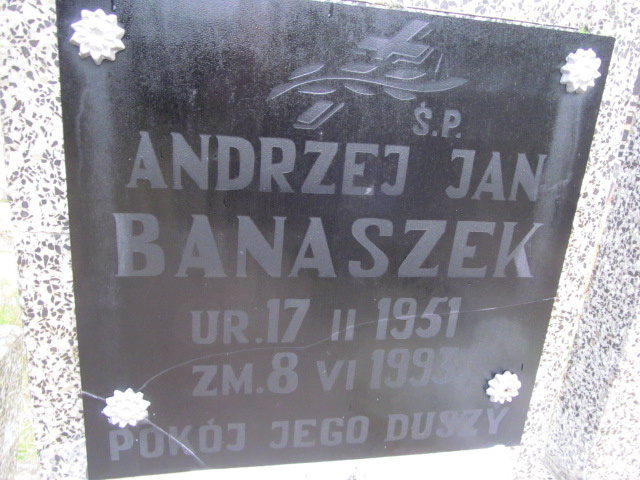 Ś.P.
ANDRZEJ JAN
BANASZEK
UR. 17 II 1951
ZM. 8 VI 1993
POKÓJ JEGO DUSZY